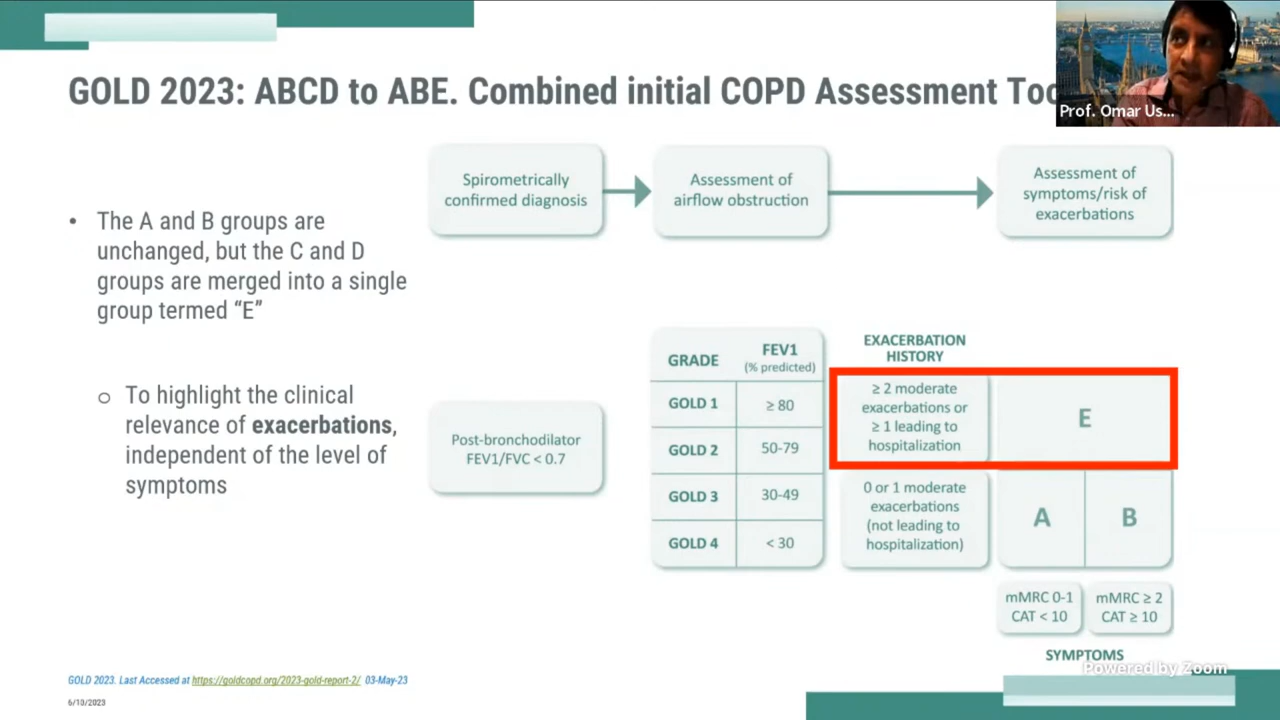 GOLD 2023: ABCD to ABE. Combined initial COPD Assessment
Prof. Omar Us...
Spirometrically
confirmed diagnosis
Assessment of
airflow obstruction
Assessment of
symptoms/risk of
exacerbations
• The A and B groups are
unchanged, but the C and D
groups are merged into a single
group termed “E”
o To highlight the clinical
relevance of exacerbations,
independent of the level of
symptoms
Post-bronchodilator
FEV1/FVC < 0.7
GRADE FEV1
(% predicted)
GOLD 1 ≥ 80
GOLD 2 50-79
GOLD 3 30-49
GOLD 4 < 30
EXACERBATION
HISTORY
≥ 2 moderate
exacerbations or
≥ 1 leading to
hospitalization
E
0 or 1 moderate
exacerbations
(not leading to
hospitalization)
A B
mMRC 0-1
CAT < 10
mMRC ≥ 2
CAT ≥ 10
SYMPTOMS
Powered by Zoom
GOLD 2023. Last Accessed at https://goldcopd.org/2023-gold-report-2/ 03-May-23
6/13/2023